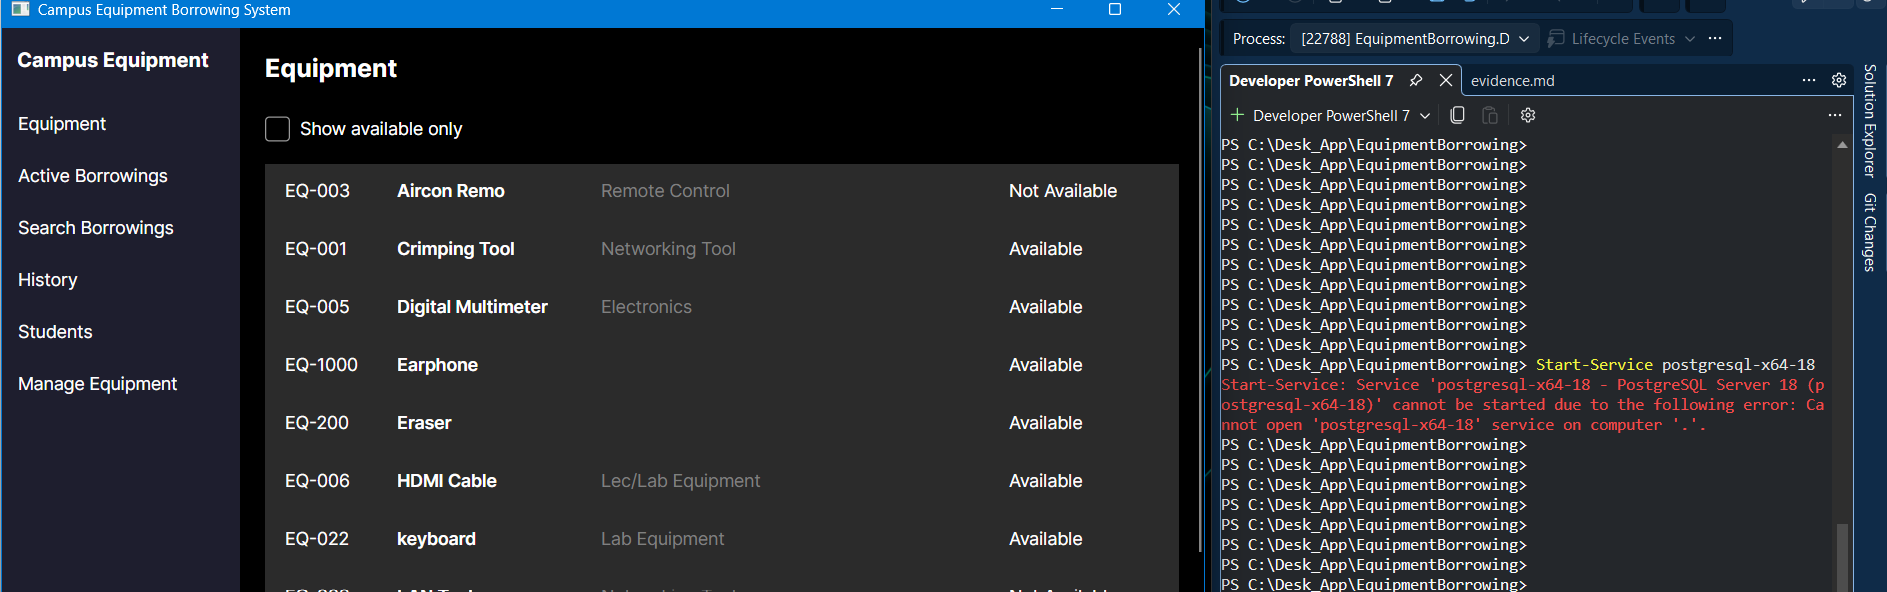 Campus Equipment Borrowing System
Campus Equipment
Equipment
Active Borrowings
Search Borrowings
History
Students
Manage Equipment
Equipment
Show available only
EQ-003 Aircon Remo Remote Control Not Available
EQ-001 Crimping Tool Networking Tool Available
EQ-005 Digital Multimeter Electronics Available
EQ-1000 Earphone Available
EQ-200 Eraser Available
EQ-006 HDMI Cable Lec/Lab Equipment Available
EQ-022 keyboard Lab Equipment Available
Process: [22788] EquipmentBorrowing.D Lifecycle Events
Developer PowerShell 7 evidence.md
Developer PowerShell 7
PS C:\Desk_App\EquipmentBorrowing>
PS C:\Desk_App\EquipmentBorrowing>
PS C:\Desk_App\EquipmentBorrowing>
PS C:\Desk_App\EquipmentBorrowing>
PS C:\Desk_App\EquipmentBorrowing>
PS C:\Desk_App\EquipmentBorrowing>
PS C:\Desk_App\EquipmentBorrowing>
PS C:\Desk_App\EquipmentBorrowing>
PS C:\Desk_App\EquipmentBorrowing>
PS C:\Desk_App\EquipmentBorrowing>
PS C:\Desk_App\EquipmentBorrowing>
PS C:\Desk_App\EquipmentBorrowing> Start-Service postgresql-x64-18
Start-Service: Service 'postgresql-x64-18 - PostgreSQL Server 18 (p
ostgresql-x64-18)' cannot be started due to the following error: Ca
nnot open 'postgresql-x64-18' service on computer '.'.
PS C:\Desk_App\EquipmentBorrowing>
PS C:\Desk_App\EquipmentBorrowing>
PS C:\Desk_App\EquipmentBorrowing>
PS C:\Desk_App\EquipmentBorrowing>
PS C:\Desk_App\EquipmentBorrowing>
PS C:\Desk_App\EquipmentBorrowing>
PS C:\Desk_App\EquipmentBorrowing>
PS C:\Desk_App\EquipmentBorrowing>
Solution Explorer
Git Changes